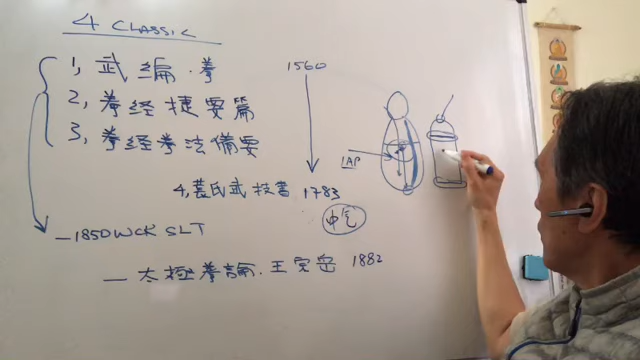 4 CLASSIC
1, 武編·拳
2, 拳经捷要篇
3, 拳经拳法備要
1560
4, 萇氏武技書 1783
IAP
中气
—1850 WCK SLT
— 太極拳論·王宗岳 1882